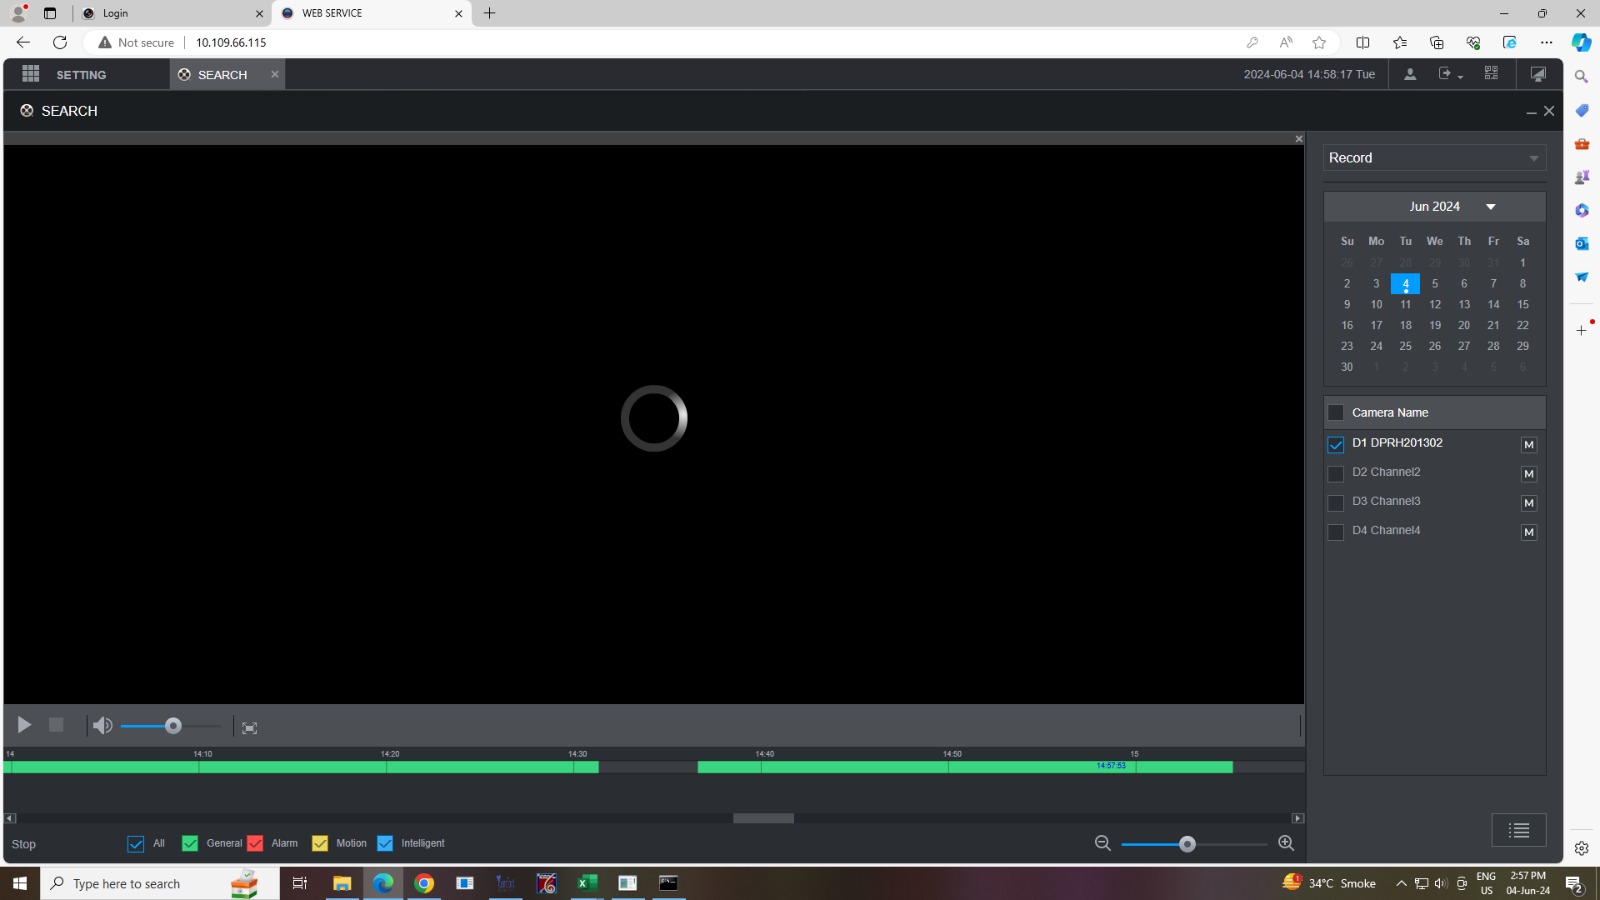 Login
WEB SERVICE
Not secure
10.109.66.115
SETTING
SEARCH
2024-06-04 14:58:17 Tue
SEARCH
Record
Jun 2024
Su Mo Tu We Th Fr Sa
26 27 28 29 30 31 1
2 3 4 5 6 7 8
9 10 11 12 13 14 15
16 17 18 19 20 21 22
23 24 25 26 27 28 29
30 1 2 3 4 5 6
Camera Name
D1 DPRH201302 M
D2 Channel2 M
D3 Channel3 M
D4 Channel4 M
14 14:10 14:20 14:30 14:40 14:50 15
14:57:53
Stop
All General Alarm Motion Intelligent
Type here to search
34°C Smoke
ENG
US
2:57 PM
04-Jun-24
2